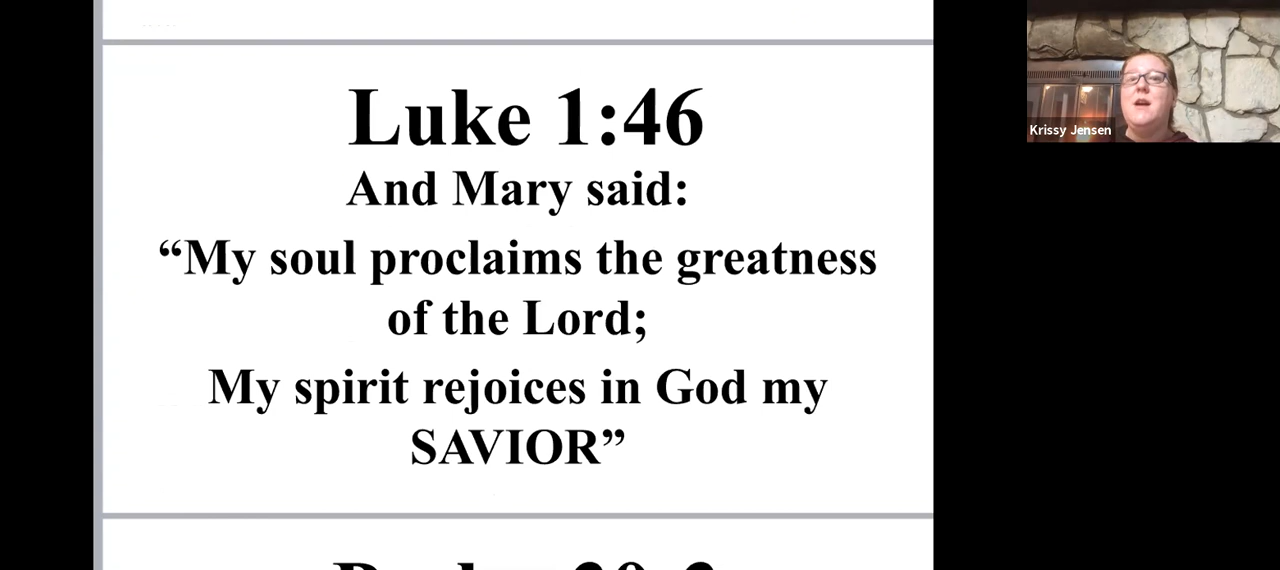 Luke 1:46
And Mary said:
“My soul proclaims the greatness
of the Lord;
My spirit rejoices in God my
SAVIOR”
Krissy Jensen